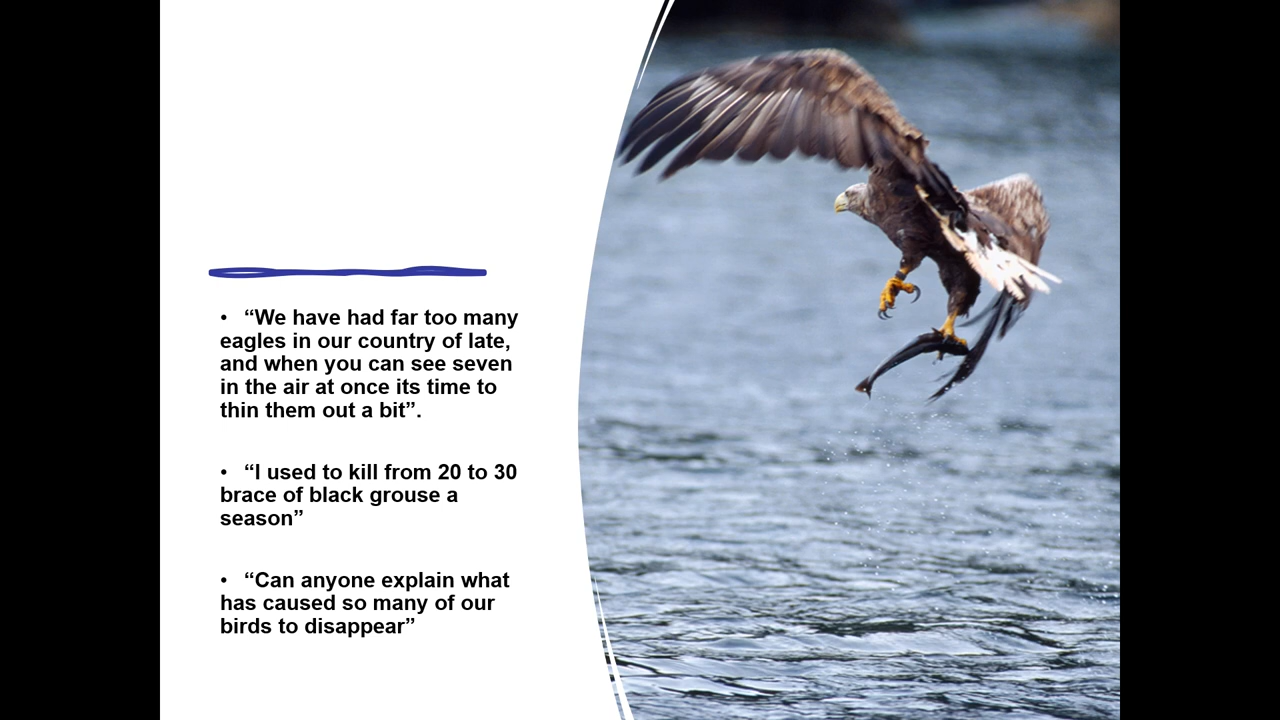 • “We have had far too many
eagles in our country of late,
and when you can see seven
in the air at once its time to
thin them out a bit”.
• “I used to kill from 20 to 30
brace of black grouse a
season”
• “Can anyone explain what
has caused so many of our
birds to disappear”